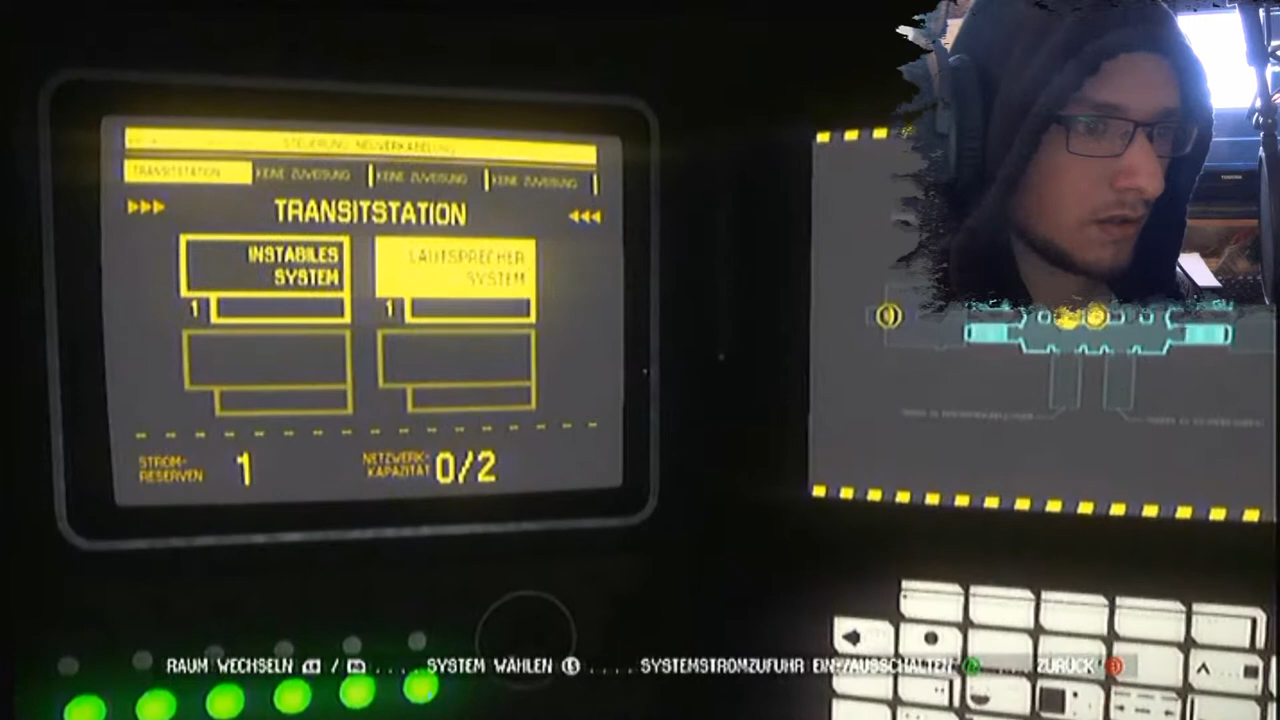 STEUERUNG NEUVERKABELUNG
TRANSITSTATION KEINE ZUWEISUNG KEINE ZUWEISUNG KEINE ZUWEISUNG
TRANSITSTATION
INSTABILES
SYSTEM
LAUTSPRECHER
SYSTEM
1
1
STROM-
RESERVEN
1
NETZWERK-
KAPAZITÄT
0/2
RAUM WECHSELN / .... SYSTEM WÄHLEN .... SYSTEMSTROMZUFUHR EIN-/AUSSCHALTEN .... ZURÜCK